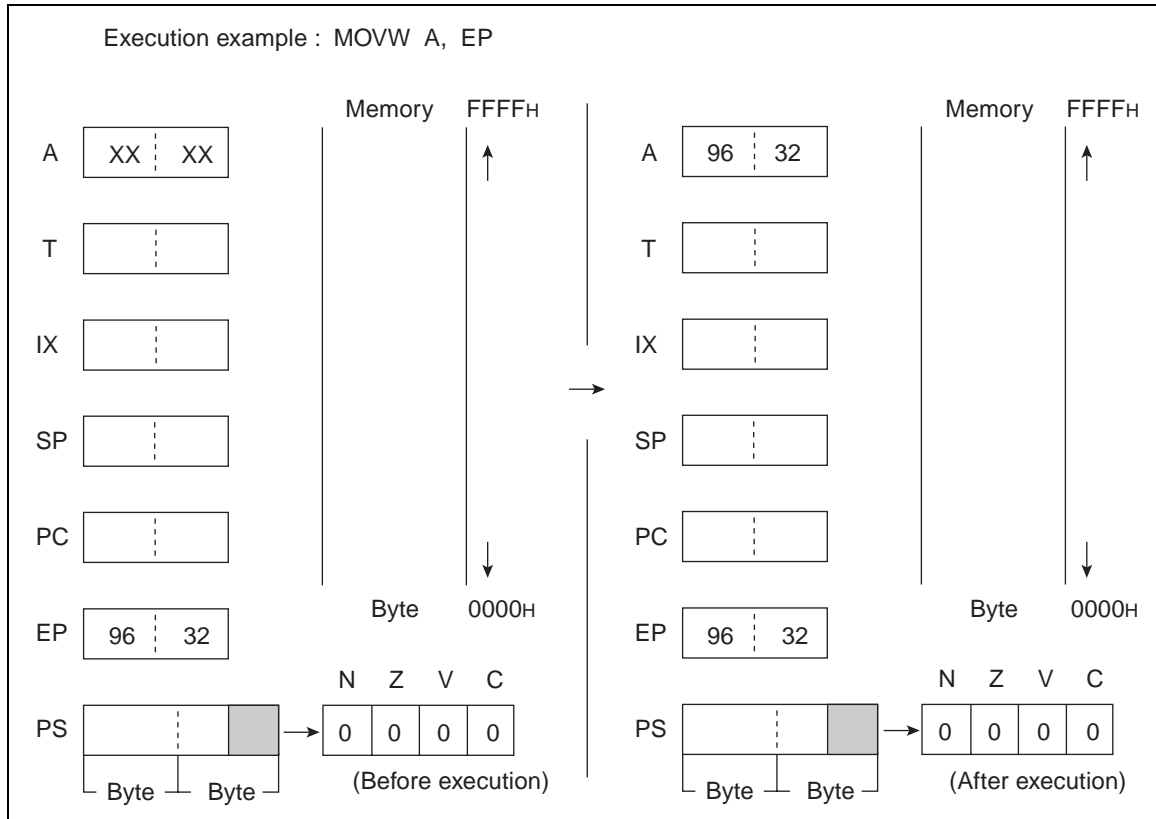 Execution example : MOVW A, EP
Memory FFFFH
A XX XX
T
IX
SP
PC
Byte 0000H
EP 96 32
N Z V C
PS 0 0 0 0
Byte Byte
(Before execution)
Memory FFFFH
A 96 32
T
IX
SP
PC
Byte 0000H
EP 96 32
N Z V C
PS 0 0 0 0
Byte Byte
(After execution)